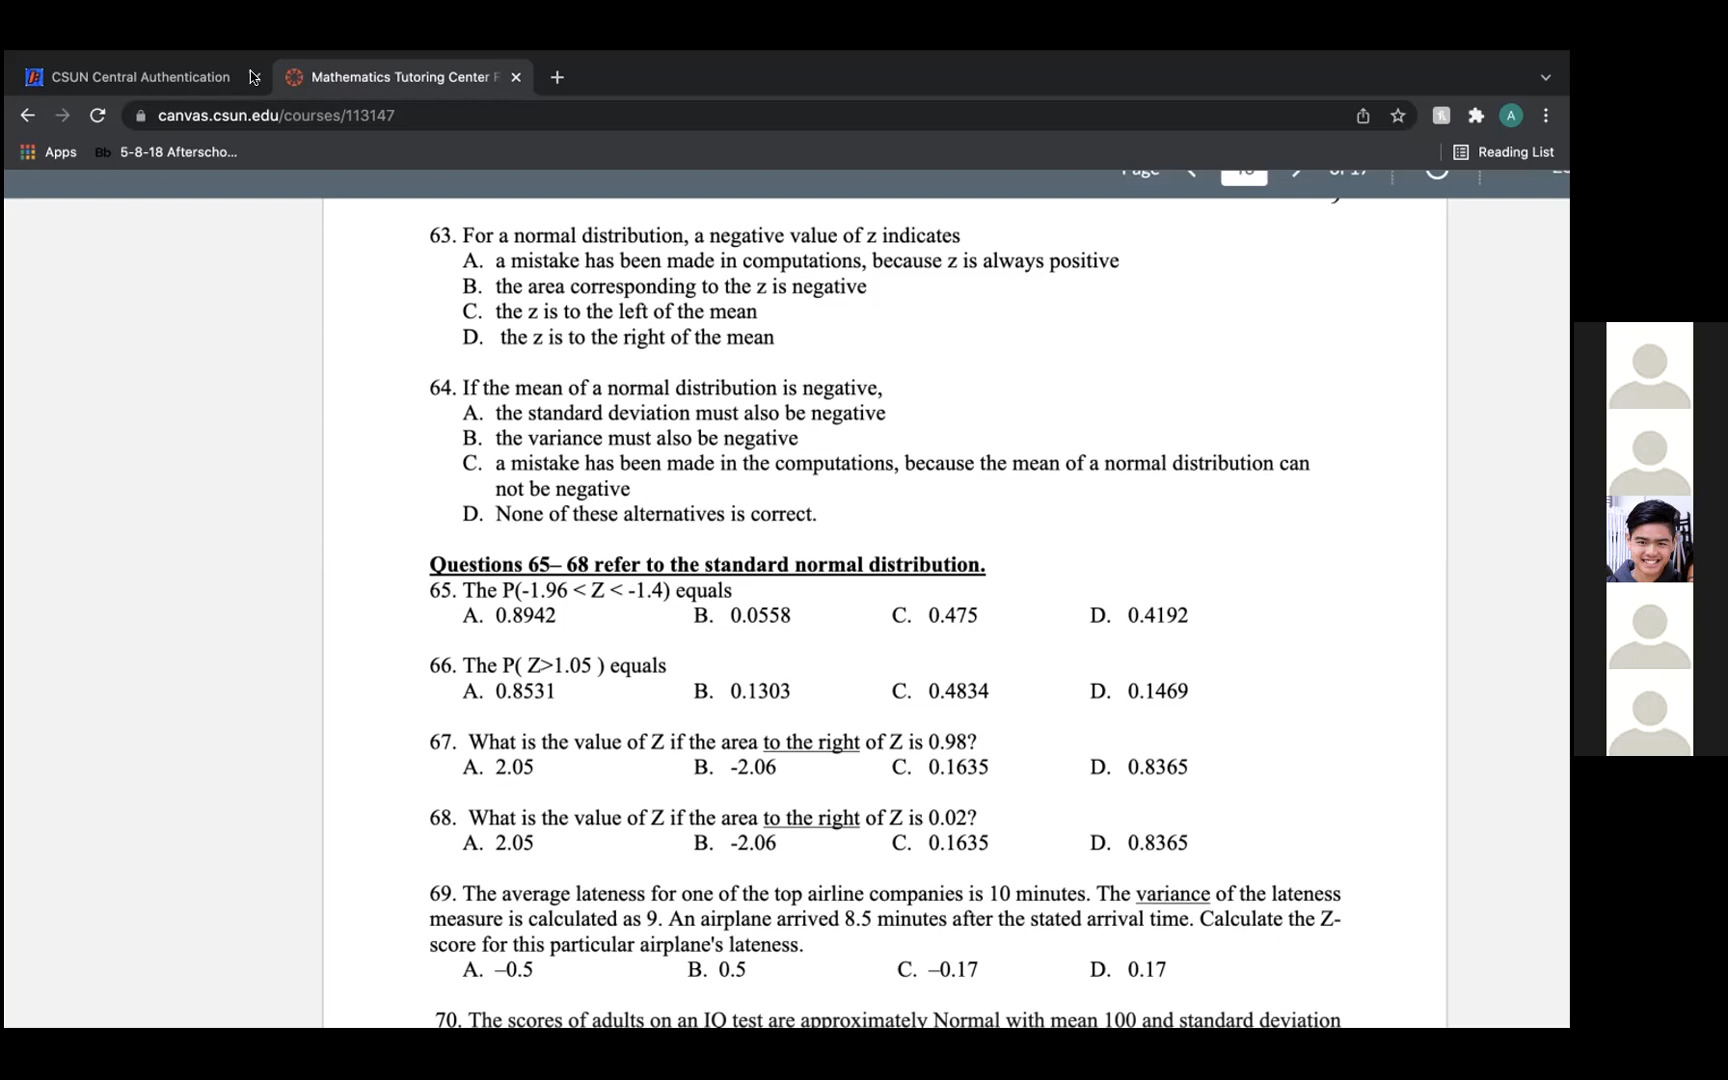 CSUN Central Authentication
Mathematics Tutoring Center F
canvas.csun.edu/courses/113147
A
Apps
Bb 5-8-18 Afterscho...
Reading List
Page
of 17
63. For a normal distribution, a negative value of z indicates
A. a mistake has been made in computations, because z is always positive
B. the area corresponding to the z is negative
C. the z is to the left of the mean
D. the z is to the right of the mean
64. If the mean of a normal distribution is negative,
A. the standard deviation must also be negative
B. the variance must also be negative
C. a mistake has been made in the computations, because the mean of a normal distribution can
not be negative
D. None of these alternatives is correct.
Questions 65– 68 refer to the standard normal distribution.
65. The P(-1.96 < Z < -1.4) equals
A. 0.8942 B. 0.0558 C. 0.475 D. 0.4192
66. The P( Z>1.05 ) equals
A. 0.8531 B. 0.1303 C. 0.4834 D. 0.1469
67. What is the value of Z if the area to the right of Z is 0.98?
A. 2.05 B. -2.06 C. 0.1635 D. 0.8365
68. What is the value of Z if the area to the right of Z is 0.02?
A. 2.05 B. -2.06 C. 0.1635 D. 0.8365
69. The average lateness for one of the top airline companies is 10 minutes. The variance of the lateness
measure is calculated as 9. An airplane arrived 8.5 minutes after the stated arrival time. Calculate the Z-
score for this particular airplane's lateness.
A. –0.5 B. 0.5 C. –0.17 D. 0.17
70. The scores of adults on an IQ test are approximately Normal with mean 100 and standard deviation